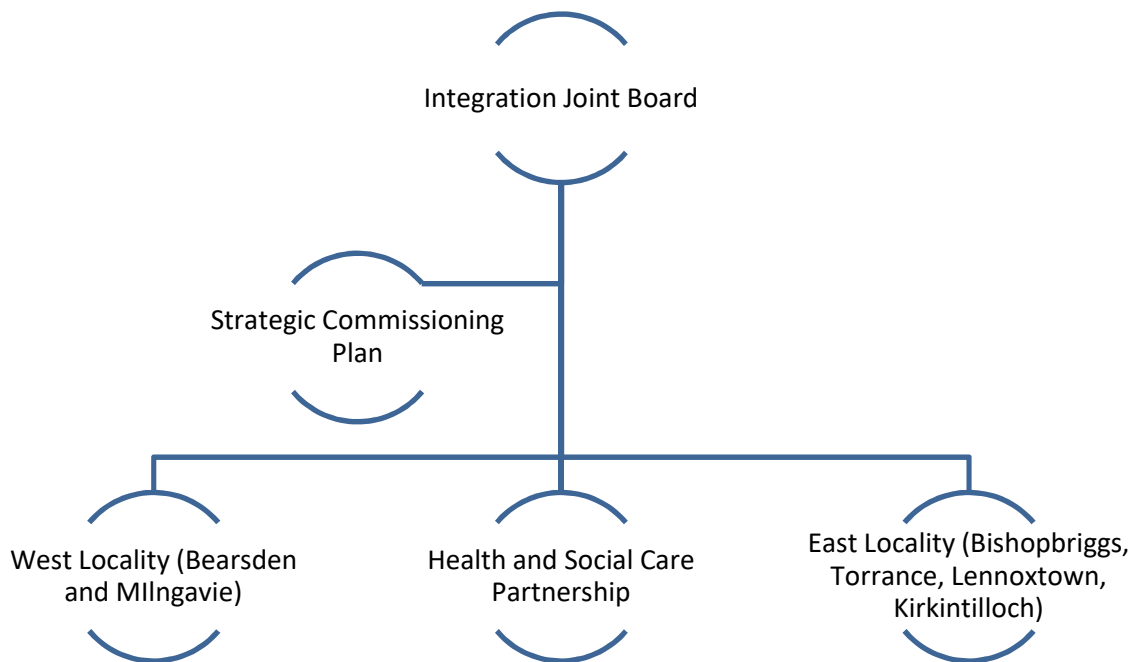 Integration Joint Board
Strategic Commissioning
Plan
West Locality (Bearsden
and MIlngavie)
Health and Social Care
Partnership
East Locality (Bishopbriggs,
Torrance, Lennoxtown,
Kirkintilloch)